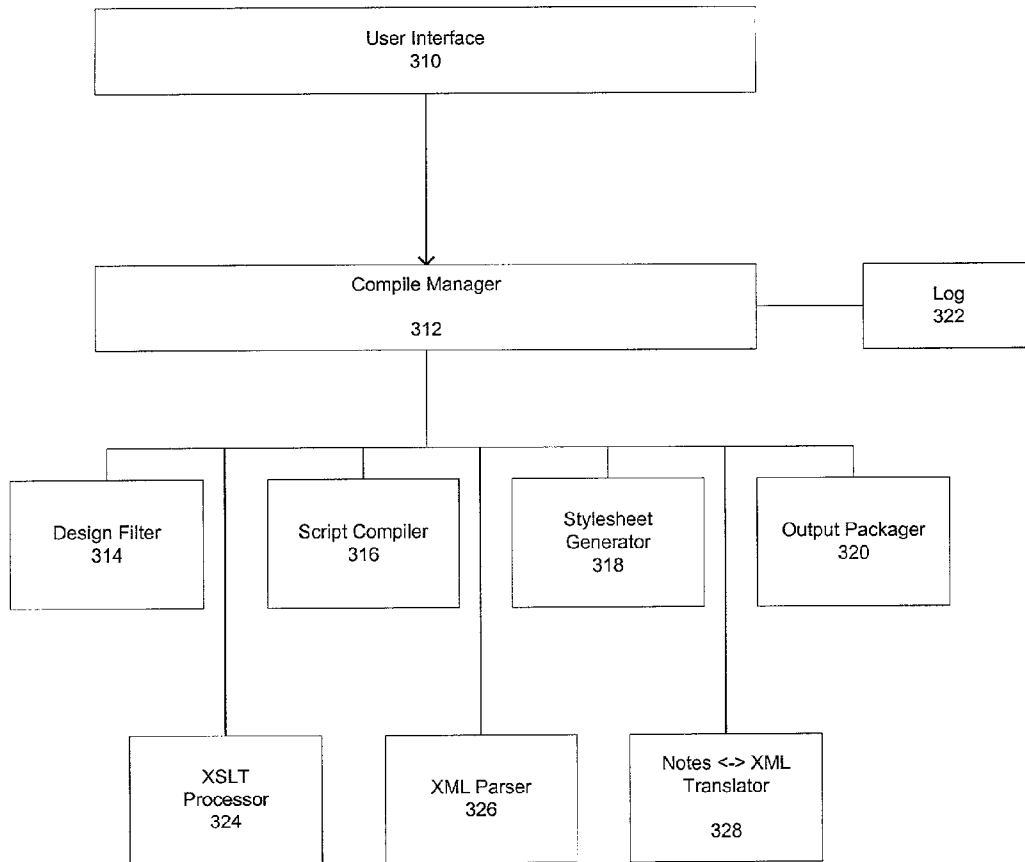 User Interface
310
Compile Manager
312
Log
322
Design Filter
314
Script Compiler
316
Stylesheet
Generator
318
Output Packager
320
XSLT
Processor
324
XML Parser
326
Notes <-> XML
Translator
328